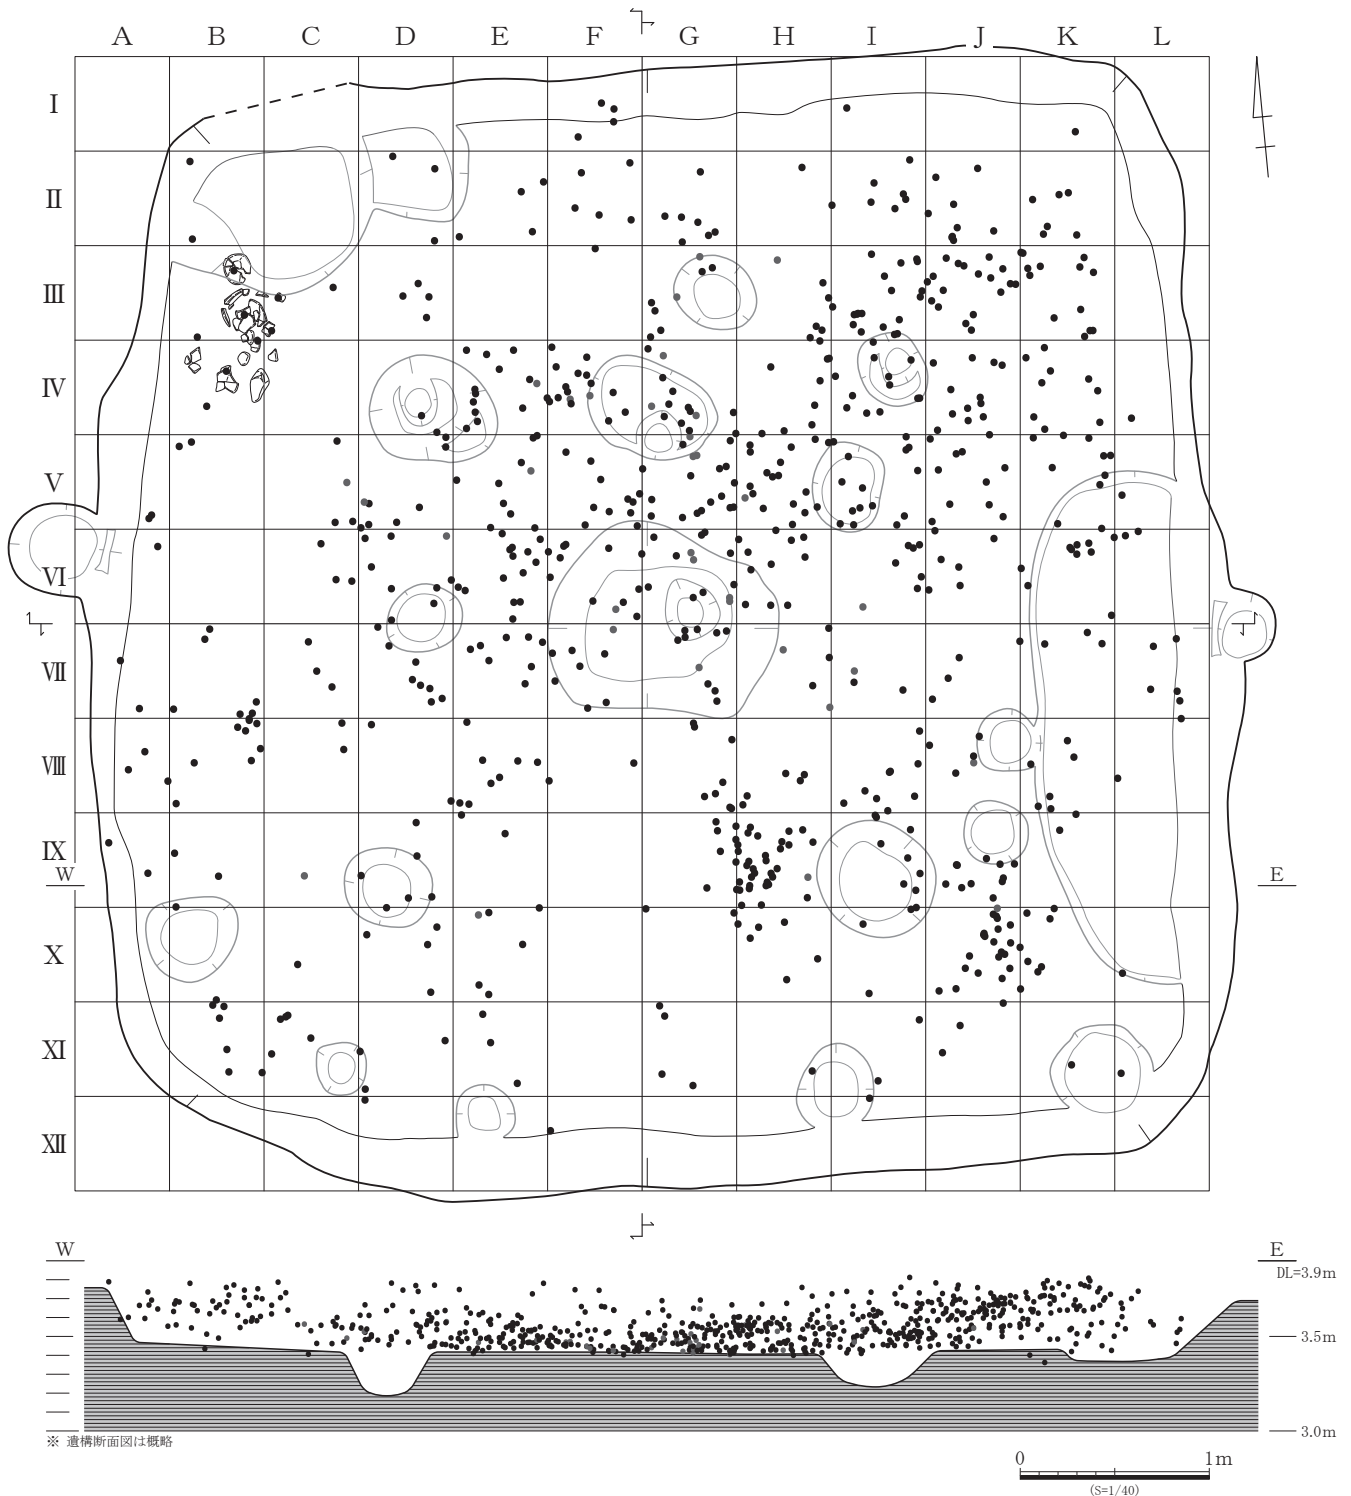 A B C D E F G H I J K L
I
II
III
IV
V
VI
VII
VIII
IX
W E
X
XI
XII
W E
DL=3.9m
3.5m
3.0m
※ 遺構断面図は概略
0 1m
(S=1/40)